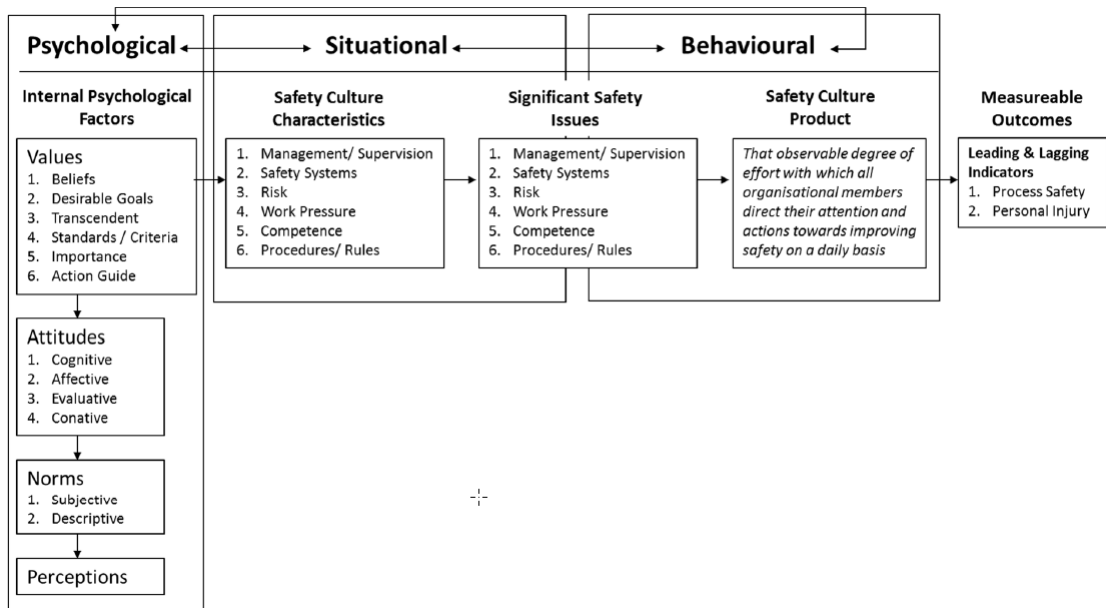 Psychological
Situational
Behavioural
Internal Psychological
Factors
Values
1. Beliefs
2. Desirable Goals
3. Transcendent
4. Standards / Criteria
5. Importance
6. Action Guide
Attitudes
1. Cognitive
2. Affective
3. Evaluative
4. Conative
Norms
1. Subjective
2. Descriptive
Perceptions
Safety Culture
Characteristics
1. Management/ Supervision
2. Safety Systems
3. Risk
4. Work Pressure
5. Competence
6. Procedures/ Rules
Significant Safety
Issues
1. Management/ Supervision
2. Safety Systems
3. Risk
4. Work Pressure
5. Competence
6. Procedures/ Rules
Safety Culture
Product
That observable degree of
effort with which all
organisational members
direct their attention and
actions towards improving
safety on a daily basis
Measureable
Outcomes
Leading & Lagging
Indicators
1. Process Safety
2. Personal Injury